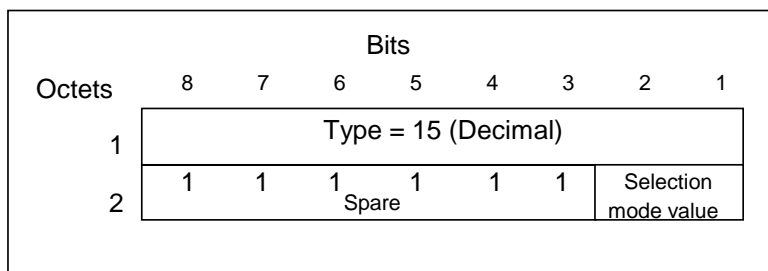 Bits
Octets 8 7 6 5 4 3 2 1
1 Type = 15 (Decimal)
1 1 1 1 1 1 Selection
2 Spare mode value